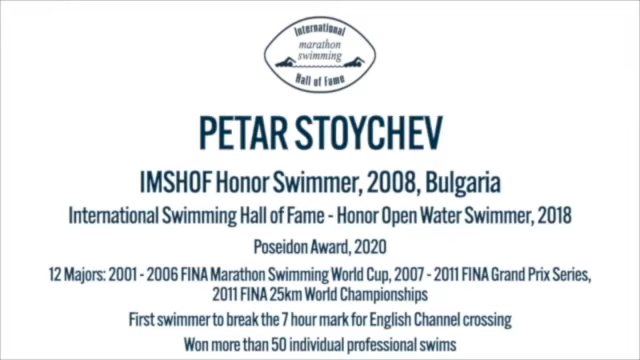 International
marathon
swimming
Hall of Fame
PETAR STOYCHEV
IMSHOF Honor Swimmer, 2008, Bulgaria
International Swimming Hall of Fame - Honor Open Water Swimmer, 2018
Poseidon Award, 2020
12 Majors: 2001 - 2006 FINA Marathon Swimming World Cup, 2007 - 2011 FINA Grand Prix Series,
2011 FINA 25km World Championships
First swimmer to break the 7 hour mark for English Channel crossing
Won more than 50 individual professional swims